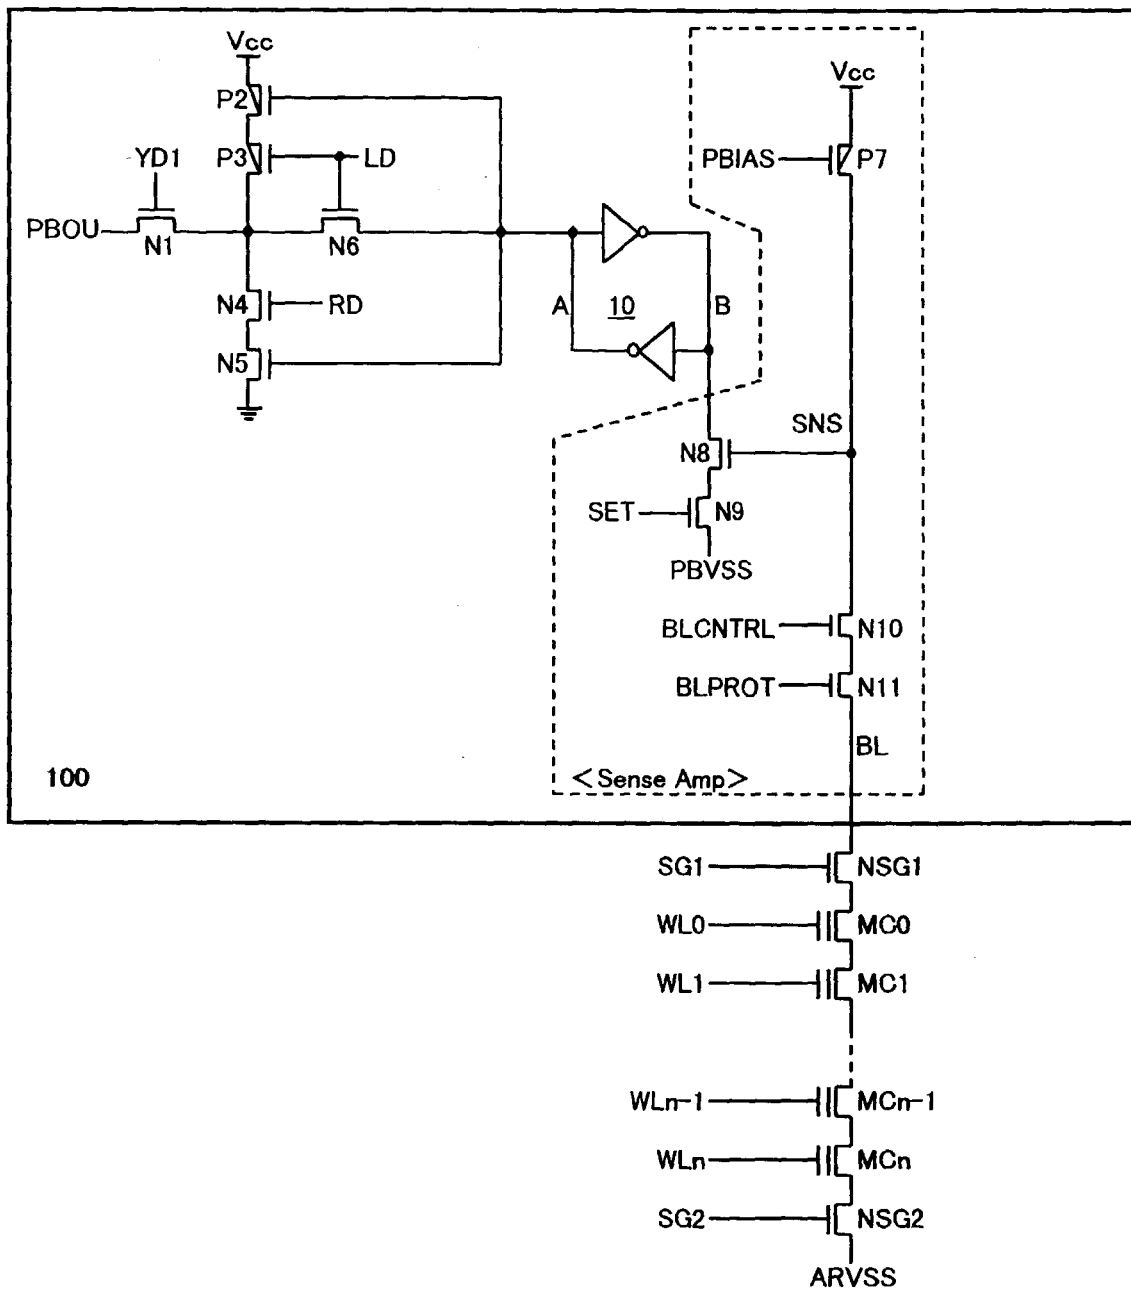 Vcc
Vcc
P2
YD1
P3
LD
PBIAS
P7
PBOU
N1
N6
N4
RD
A
10
B
N5
SNS
N8
SET
N9
PBVSS
BLCNTRL
N10
BLPROT
N11
BL
100
<Sense Amp>
SG1
NSG1
WL0
MC0
WL1
MC1
WLn-1
MCn-1
WLn
MCn
SG2
NSG2
ARVSS